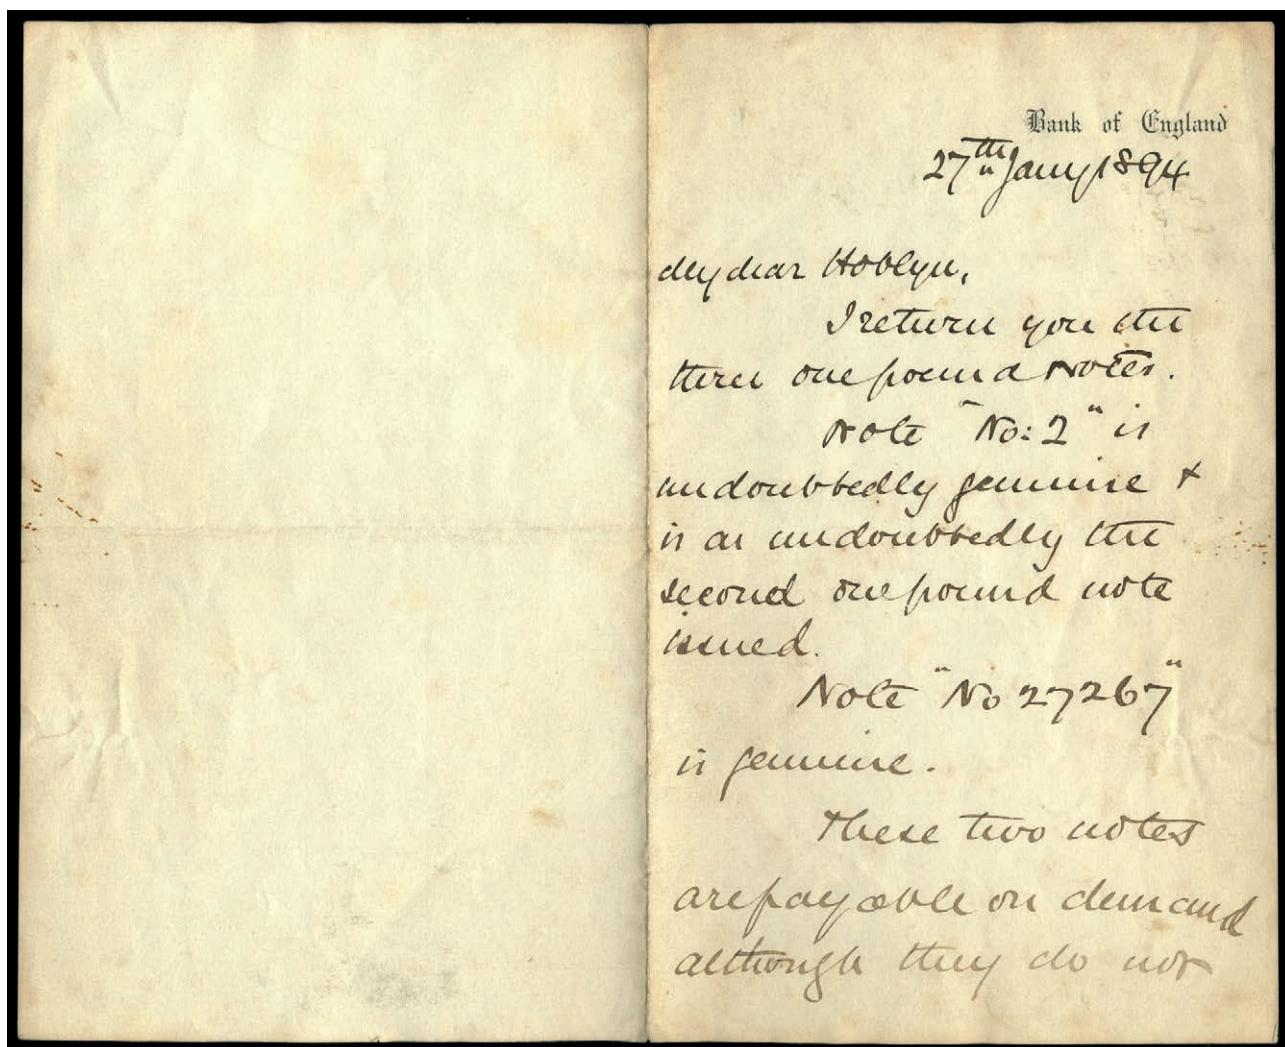 Bank of England
27th Jany 1894
My dear Hoblyn,
I return you the
three one pound Notes.
Note "No: 2" is
undoubtedly genuine &
is as undoubtedly the
second one pound note
issued.
Note "No 27267"
is genuine.
These two notes
are payable on demand
although they do not